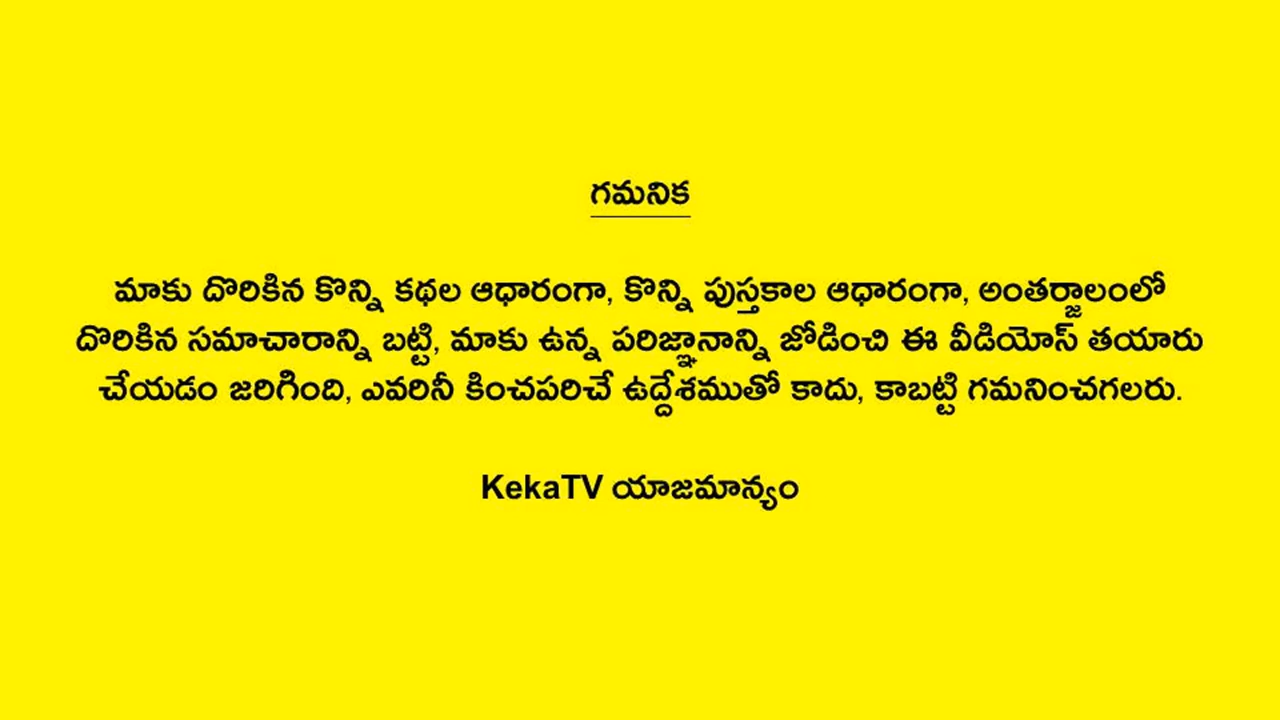 గమనిక
మాకు దొరికిన కొన్ని కథల ఆధారంగా, కొన్ని పుస్తకాల ఆధారంగా, అంతర్జాలంలో
దొరికిన సమాచారాన్ని బట్టి, మాకు ఉన్న పరిజ్ఞానాన్ని జోడించి ఈ వీడియోస్ తయారు
చేయడం జరిగింది, ఎవరినీ కించపరిచే ఉద్దేశముతో కాదు, కాబట్టి గమనించగలరు.
KekaTV యాజమాన్యం